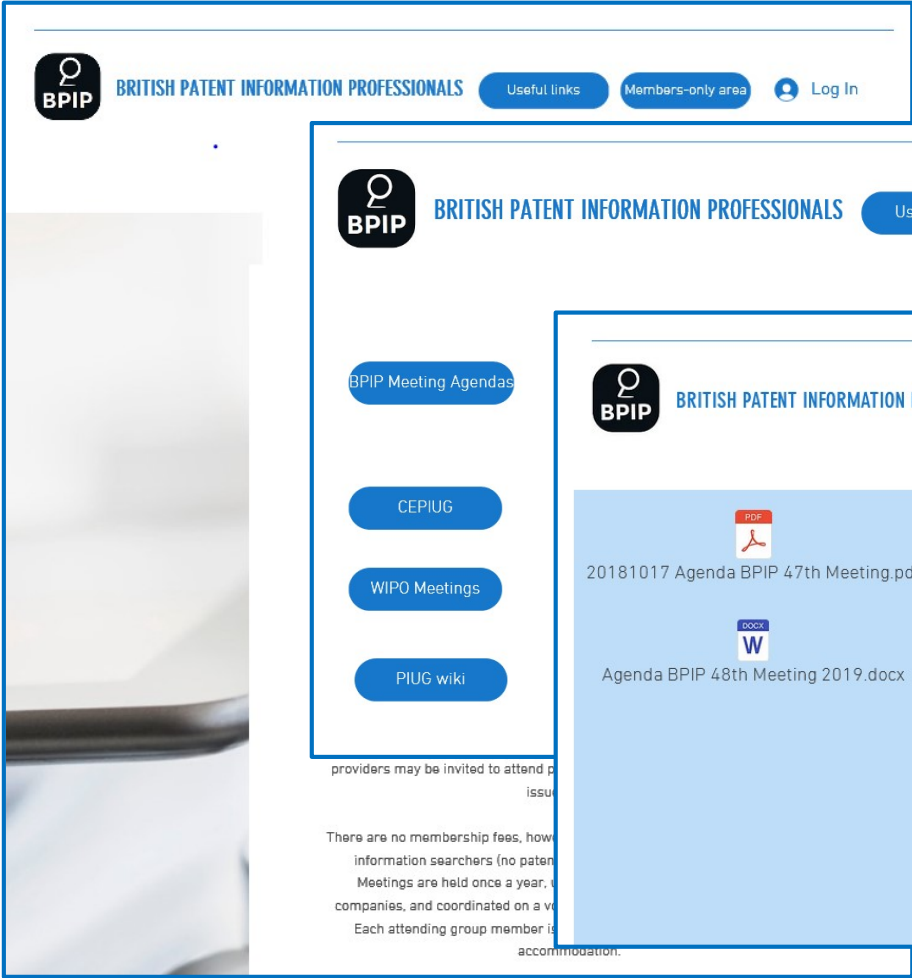 BPIP
BRITISH PATENT INFORMATION PROFESSIONALS
Useful links
Members-only area
Log In
BPIP
BRITISH PATENT INFORMATION PROFESSIONALS
Us
BPIP Meeting Agendas
CEPIUG
WIPO Meetings
PIUG wiki
BPIP
BRITISH PATENT INFORMATION
PDF
20181017 Agenda BPIP 47th Meeting.pd
DOCX
W
Agenda BPIP 48th Meeting 2019.docx
providers may be invited to attend p
issu
There are no membership fees, howe
information searchers (no paten
Meetings are held once a year, u
companies, and coordinated on a vo
Each attending group member is
accommodation.